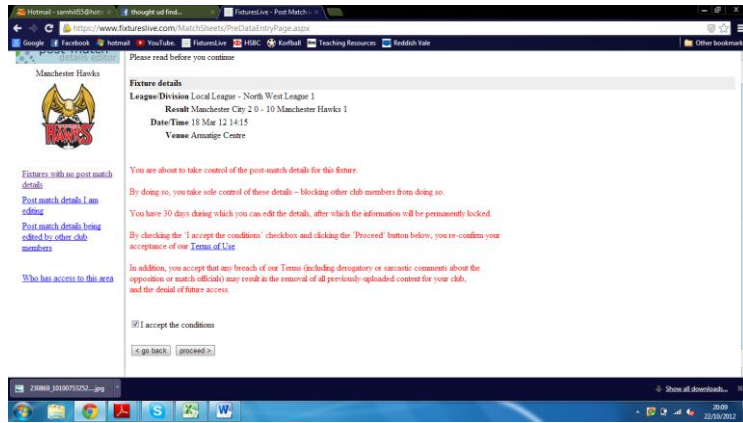 Hotmail - samhill55@hotm
thought ud find...
FixturesLive - Post Match
https://www.fixtureslive.com/MatchSheets/PreDataEntryPage.aspx
Google Facebook hotmail YouTube. FixturesLive HSBC Korfball Teaching Resources Reddish Vale Other bookmark
post-match
details editor
Manchester Hawks
HAWKS
Fixtures with no post match
details
Post match details I am
editing
Post match details being
edited by other club
members
Who has access to this area
Please read before you continue
Fixture details
League/Division Local League - North West League 1
Result Manchester City 2 0 - 10 Manchester Hawks 1
Date/Time 18 Mar 12 14:15
Venue Armatige Centre
You are about to take control of the post-match details for this fixture.
By doing so, you take sole control of these details – blocking other club members from doing so.
You have 30 days during which you can edit the details, after which the information will be permanently locked.
By checking the 'I accept the conditions' checkbox and clicking the 'Proceed' button below, you re-confirm your
acceptance of our Terms of Use
In addition, you accept that any breach of our Terms (including derogatory or sarcastic comments about the
opposition or match officials) may result in the removal of all previously-uploaded content for your club,
and the denial of future access.
I accept the conditions
< go back proceed >
230869_10100753252....jpg
Show all downloads...
20:09
22/10/2012